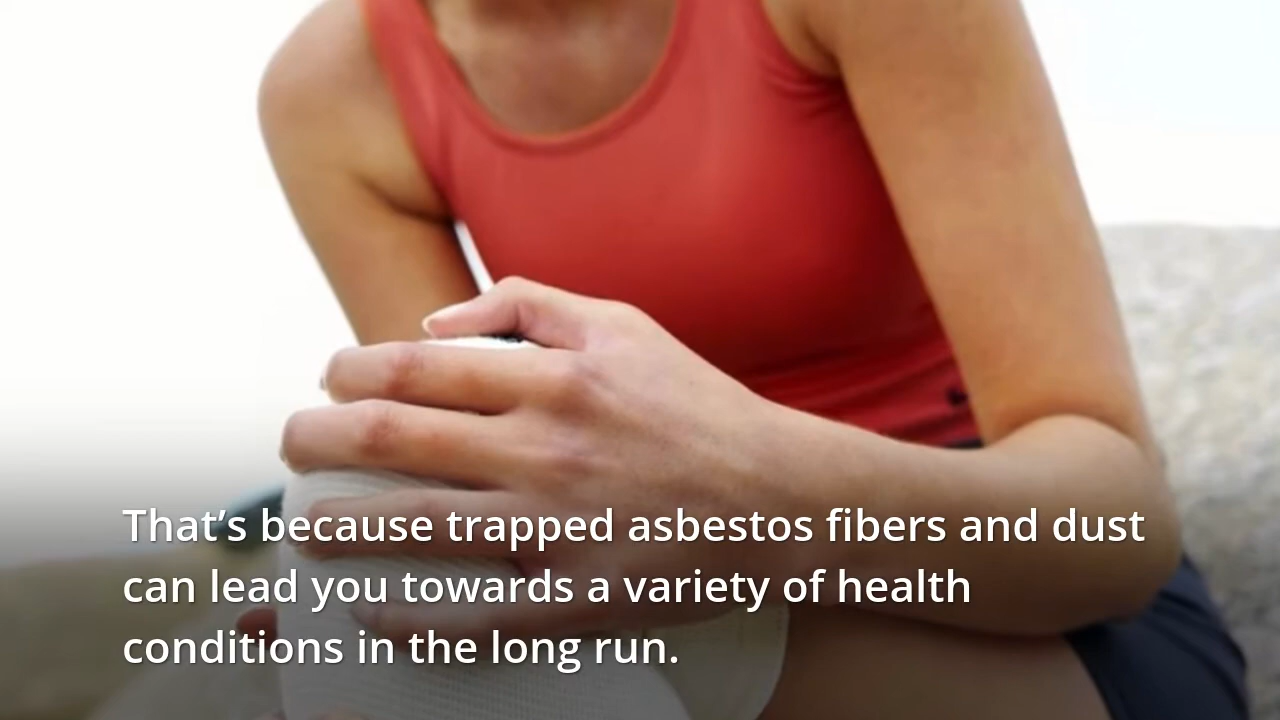 That’s because trapped asbestos fibers and dust
can lead you towards a variety of health
conditions in the long run.